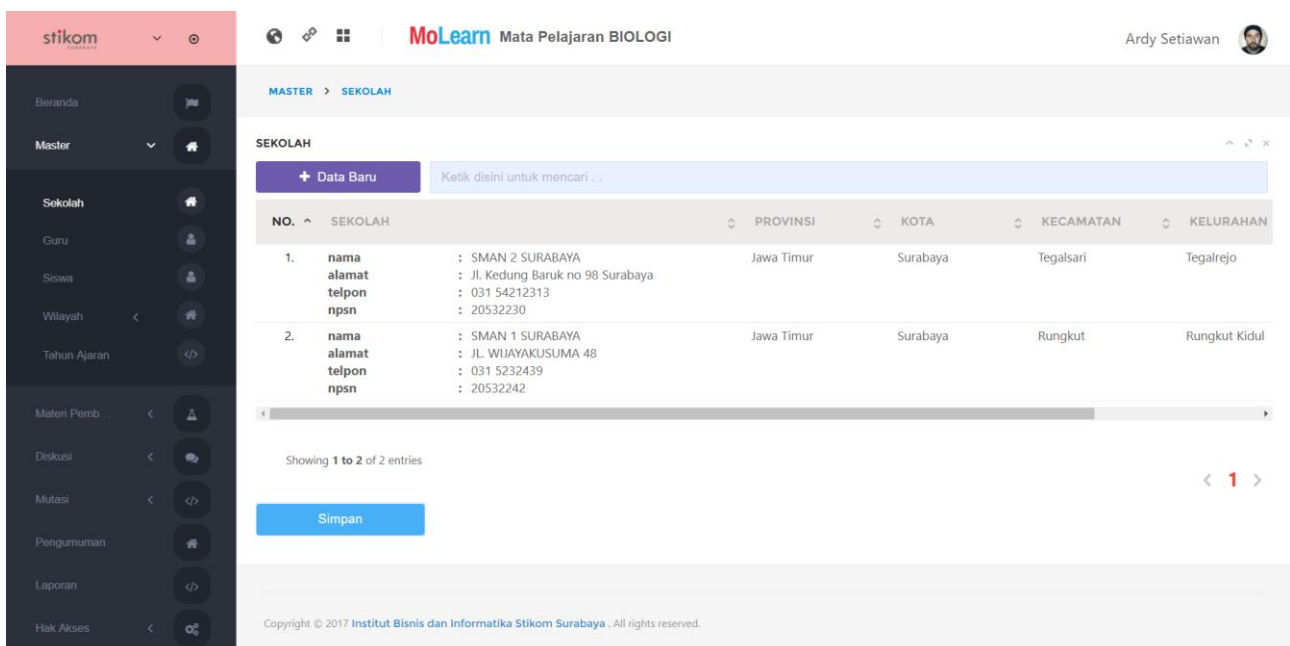 stikom
SURABAYA
MoLearn Mata Pelajaran BIOLOGI
Ardy Setiawan
Beranda
Master
Sekolah
Guru
Siswa
Wilayah
Tahun Ajaran
Materi Pemb...
Diskusi
Mutasi
Pengumuman
Laporan
Hak Akses
MASTER > SEKOLAH
SEKOLAH
+ Data Baru
Ketik disini untuk mencari . .
NO. SEKOLAH PROVINSI KOTA KECAMATAN KELURAHAN
1. nama : SMAN 2 SURABAYA Jawa Timur Surabaya Tegalsari Tegalrejo
alamat : Jl. Kedung Baruk no 98 Surabaya
telpon : 031 54212313
npsn : 20532230
2. nama : SMAN 1 SURABAYA Jawa Timur Surabaya Rungkut Rungkut Kidul
alamat : JL. WIJAYAKUSUMA 48
telpon : 031 5232439
npsn : 20532242
Showing 1 to 2 of 2 entries
< 1 >
Simpan
Copyright © 2017 Institut Bisnis dan Informatika Stikom Surabaya . All rights reserved.